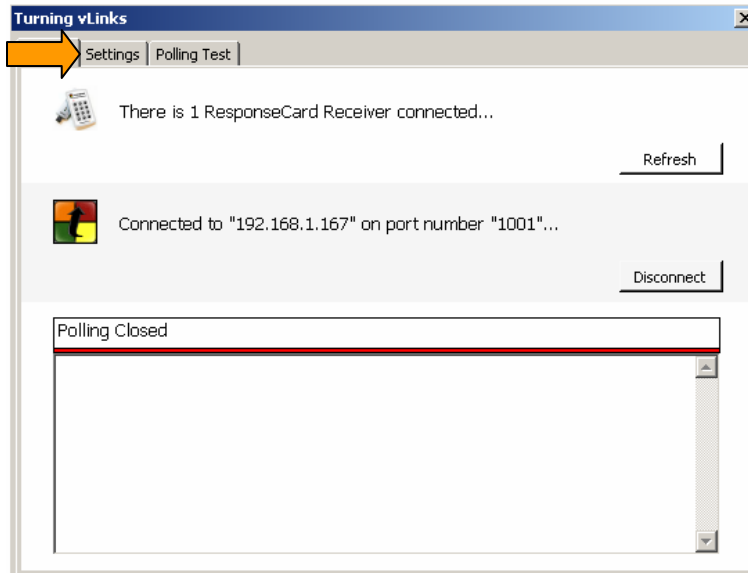 Turning vLinks
Settings
Polling Test
There is 1 ResponseCard Receiver connected...
Refresh
Connected to "192.168.1.167" on port number "1001"...
Disconnect
Polling Closed